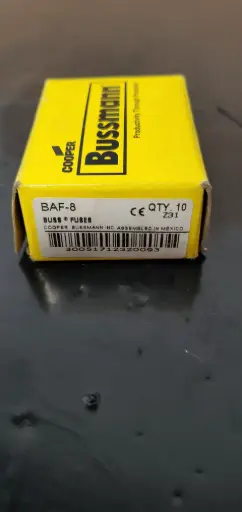 COOPER
Bussmann
Productivity Through Protection
BAF-8
CE QTY. 10
BUSS® FUSES
Z31
COOPER BUSSMANN INC. ASSEMBLED IN MEXICO
30051712320053